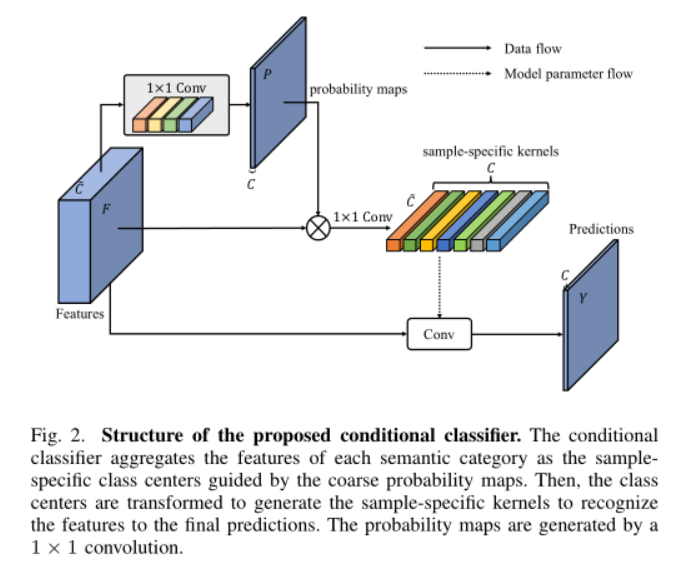 1×1 Conv
P
probability maps
Data flow
Model parameter flow
C
C̃
F
Features
1×1 Conv
sample-specific kernels
C
C̃
Predictions
C
Y
Conv
Fig. 2. Structure of the proposed conditional classifier. The conditional
classifier aggregates the features of each semantic category as the sample-
specific class centers guided by the coarse probability maps. Then, the class
centers are transformed to generate the sample-specific kernels to recognize
the features to the final predictions. The probability maps are generated by a
1 × 1 convolution.